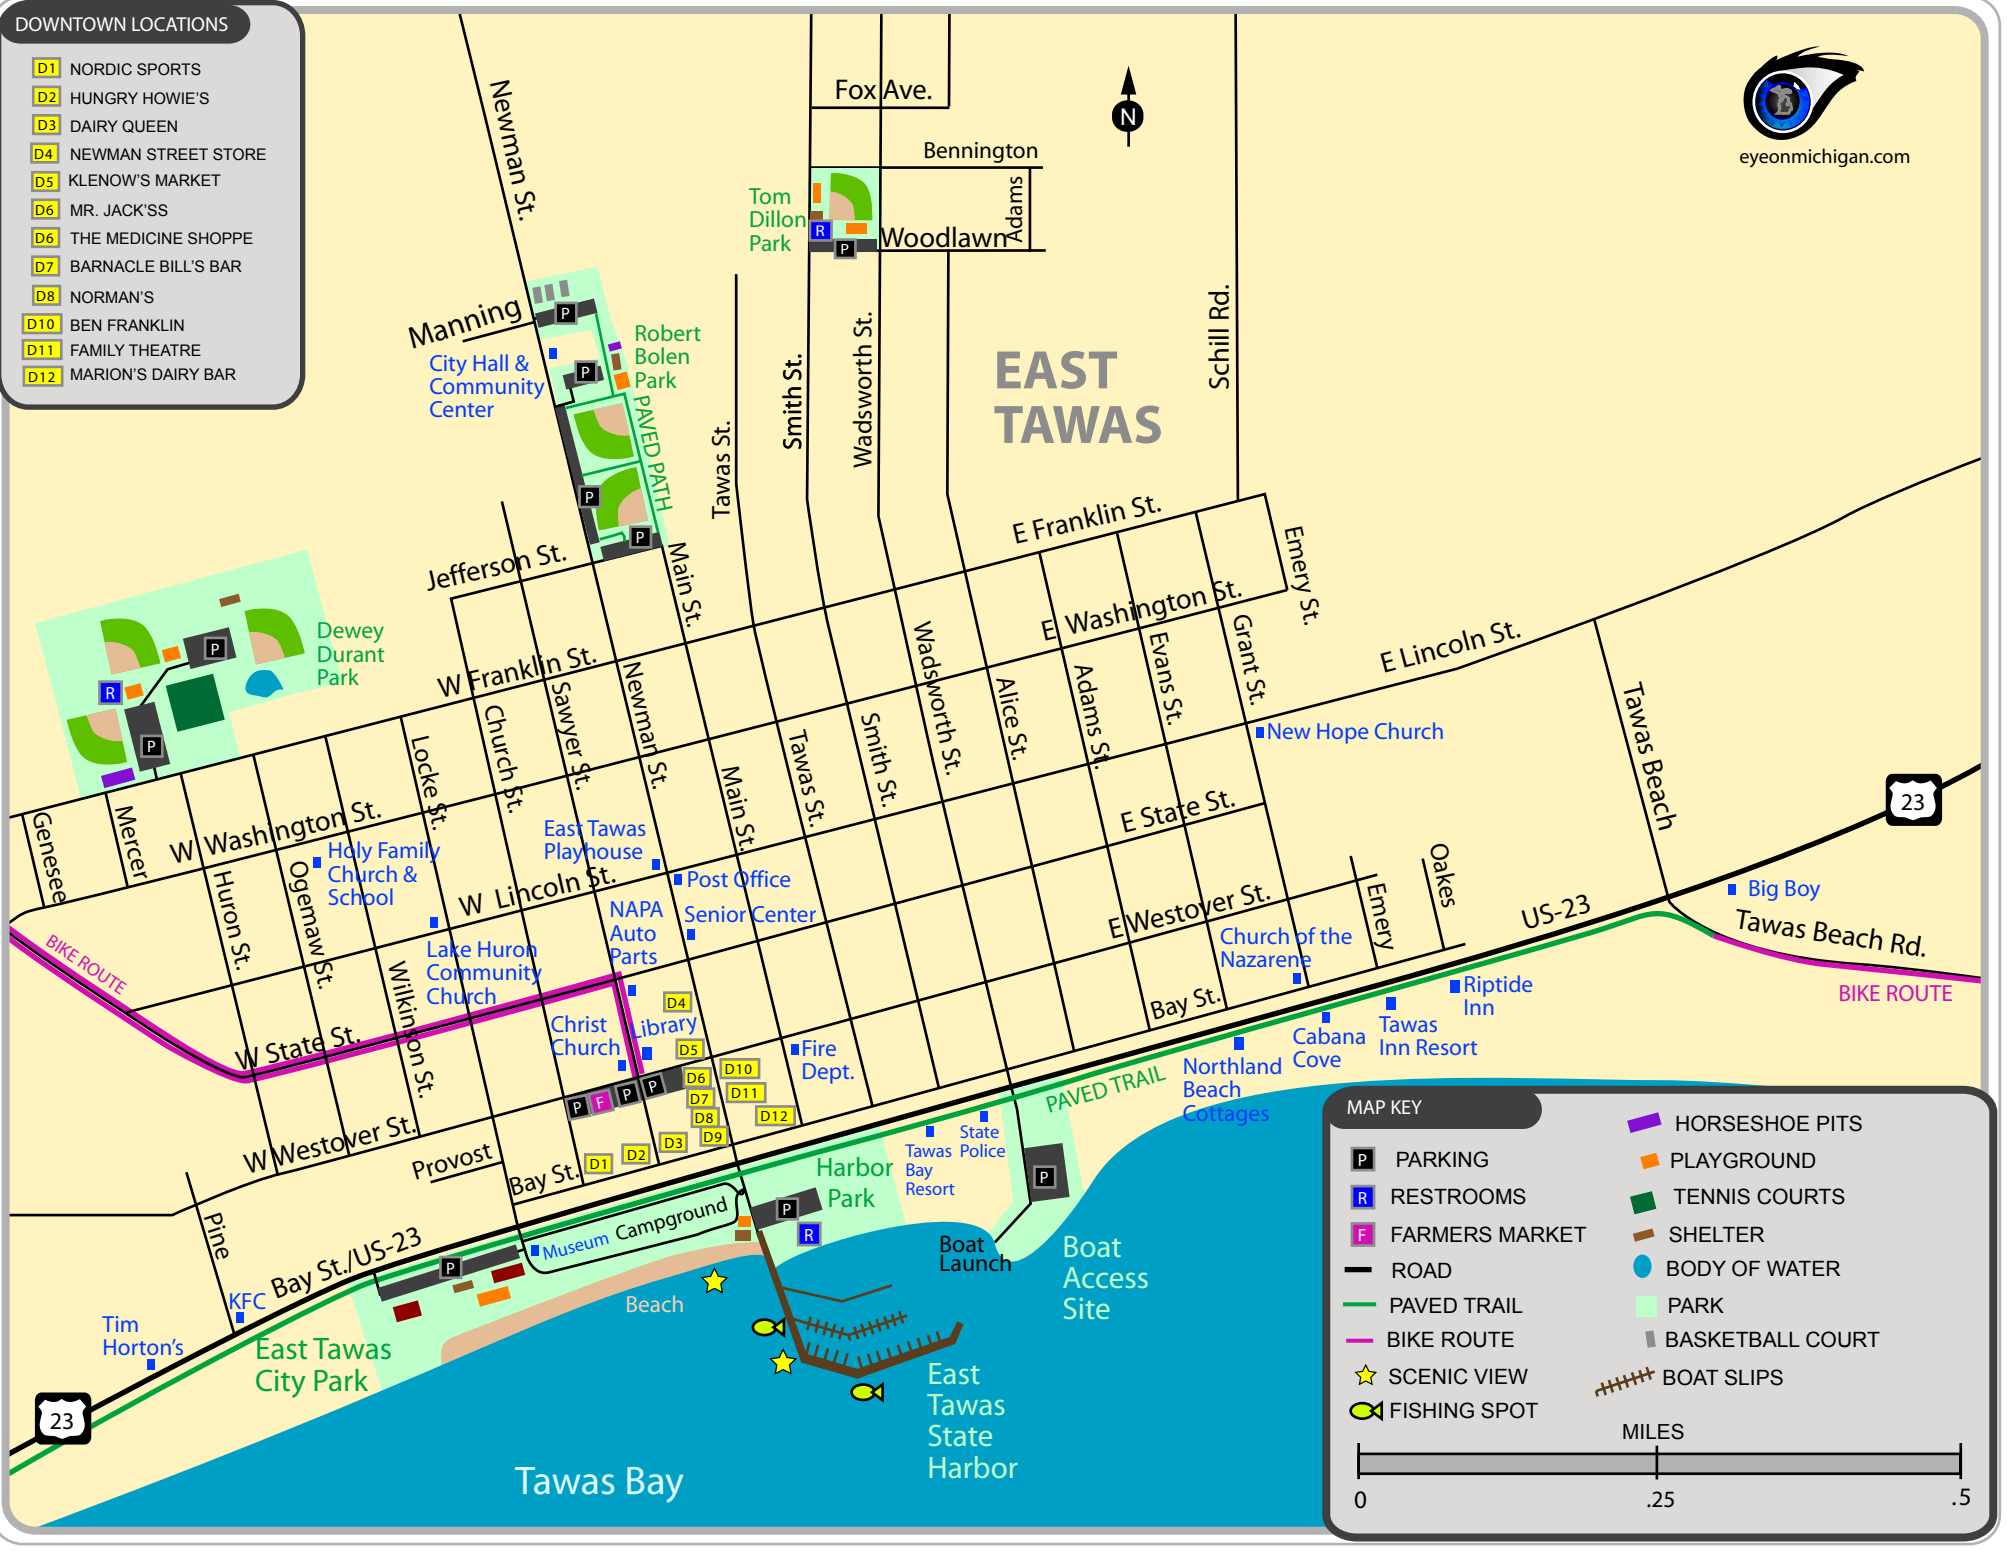 DOWNTOWN LOCATIONS
D1 NORDIC SPORTS
D2 HUNGRY HOWIE'S
D3 DAIRY QUEEN
D4 NEWMAN STREET STORE
D5 KLENOW'S MARKET
D6 MR. JACK'SS
D6 THE MEDICINE SHOPPE
D7 BARNACLE BILL'S BAR
D8 NORMAN'S
D10 BEN FRANKLIN
D11 FAMILY THEATRE
D12 MARION'S DAIRY BAR
Newman St.
Fox Ave.
N
eyeonmichigan.com
Bennington
Adams
Woodlawn
Tom
Dillon
Park
R
P
Manning
P
City Hall &
Community
Center
P
Robert
Bolen
Park
PAVED PATH
P
P
Tawas St.
Smith St.
Wadsworth St.
EAST
TAWAS
Schill Rd.
Jefferson St.
Main St.
E Franklin St.
Emery St.
E Washington St.
Dewey
Durant
Park
P
R
P
W Franklin St.
Newman St.
Sawyer St.
Church St.
Locke St.
Wadsworth St.
Alice St.
Adams St.
Evans St.
Grant St.
E Lincoln St.
Tawas Beach
New Hope Church
23
Smith St.
Tawas St.
Main St.
E State St.
Genesee
Mercer
W Washington St.
Holy Family
Church &
School
Huron St.
Ogemaw St.
Wilkinson St.
East Tawas
Playhouse
W Lincoln St.
Post Office
Senior Center
NAPA
Auto
Parts
Lake Huron
Community
Church
E Westover St.
Emery
Oakes
Church of the
Nazarene
US-23
Big Boy
Tawas Beach Rd.
BIKE ROUTE
BIKE ROUTE
Bay St.
Riptide
Inn
Tawas
Inn Resort
Cabana
Cove
Northland
Beach
Cottages
PAVED TRAIL
W State St.
Christ
Church
Library
D4
D5
D6
D7
D8
D9
D10
D11
D12
D3
D2
D1
P
F
P
P
Fire
Dept.
W Westover St.
Provost
Bay St.
State
Police
Tawas
Bay
Resort
P
Harbor
Park
P
R
Campground
Museum
P
Pine
Bay St./US-23
KFC
Tim
Horton's
23
East Tawas
City Park
Beach
Boat
Launch
Boat
Access
Site
East
Tawas
State
Harbor
Tawas Bay
MAP KEY
P PARKING
R RESTROOMS
F FARMERS MARKET
ROAD
PAVED TRAIL
BIKE ROUTE
SCENIC VIEW
FISHING SPOT
HORSESHOE PITS
PLAYGROUND
TENNIS COURTS
SHELTER
BODY OF WATER
PARK
BASKETBALL COURT
BOAT SLIPS
MILES
0 .25 .5